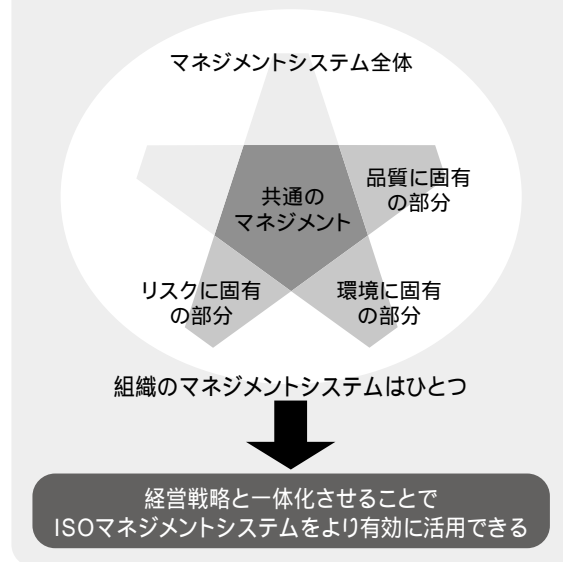 マネジメントシステム全体
共通の
マネジメント
品質に固有
の部分
リスクに固有
の部分
環境に固有
の部分
組織のマネジメントシステムはひとつ
経営戦略と一体化させることで
ISOマネジメントシステムをより有効に活用できる